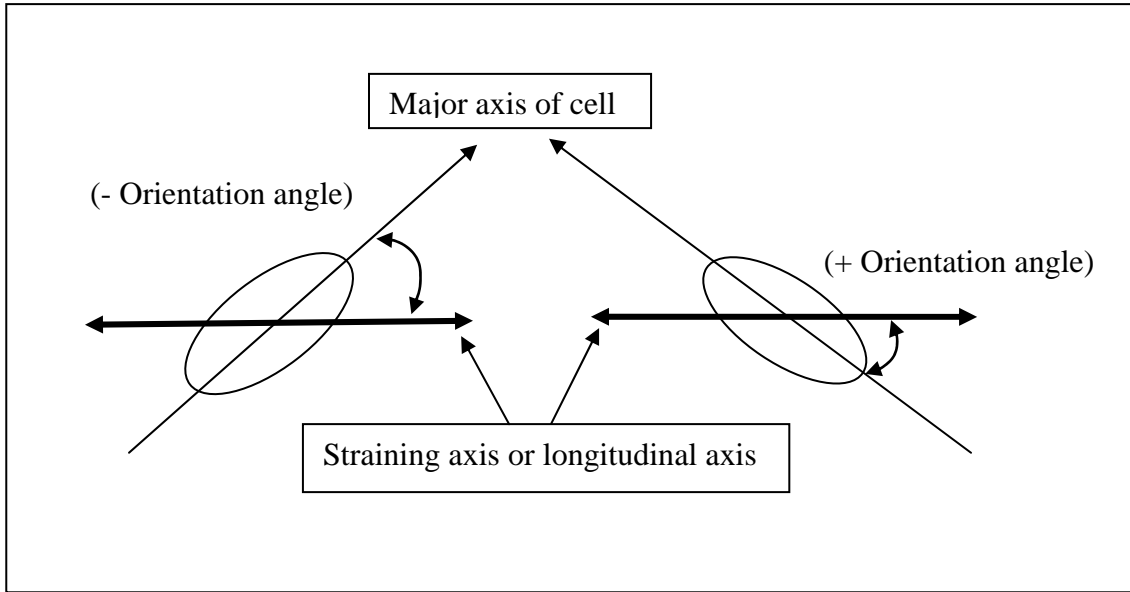 Major axis of cell
(- Orientation angle)
(+ Orientation angle)
Straining axis or longitudinal axis